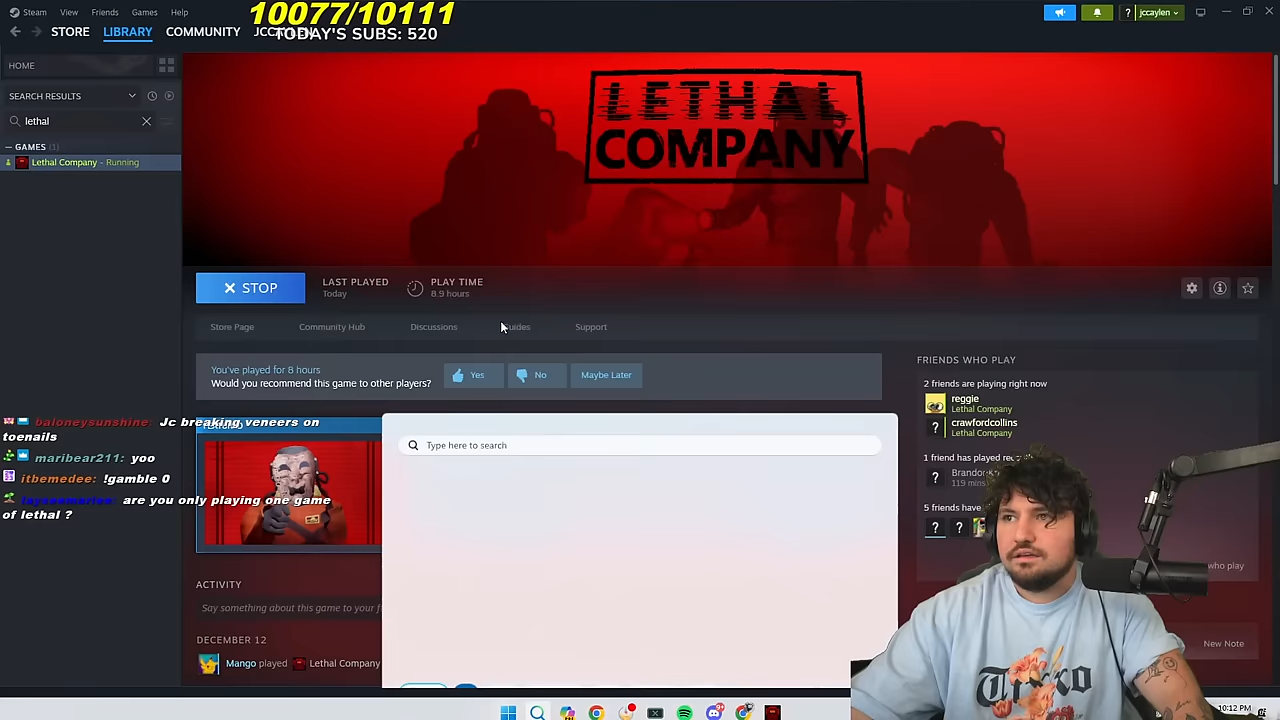 Steam View Friends Games Help
10077/10111
TODAY'S SUBS: 520
jccaylen
STORE LIBRARY COMMUNITY
HOME
SEARCH RESULTS
lethal
GAMES (1)
Lethal Company - Running
LETHAL
COMPANY
STOP
LAST PLAYED
Today
PLAY TIME
8.9 hours
Store Page Community Hub Discussions Support
You've played for 8 hours
Would you recommend this game to other players?
Yes No Maybe Later
FRIENDS WHO PLAY
2 friends are playing right now
reggie
Lethal Company
crawfordcollins
Lethal Company
1 friend has played
119 mins
5 friends have
who play
baloneysunshine: Jc breaking veneers on
toenails
maribear211: yoo
itbemedee: !gamble 0
are you only playing one game
of lethal ?
Type here to search
ACTIVITY
Say something about this game to your
DECEMBER 12
Mango played Lethal Company
New Note
10:12 PM